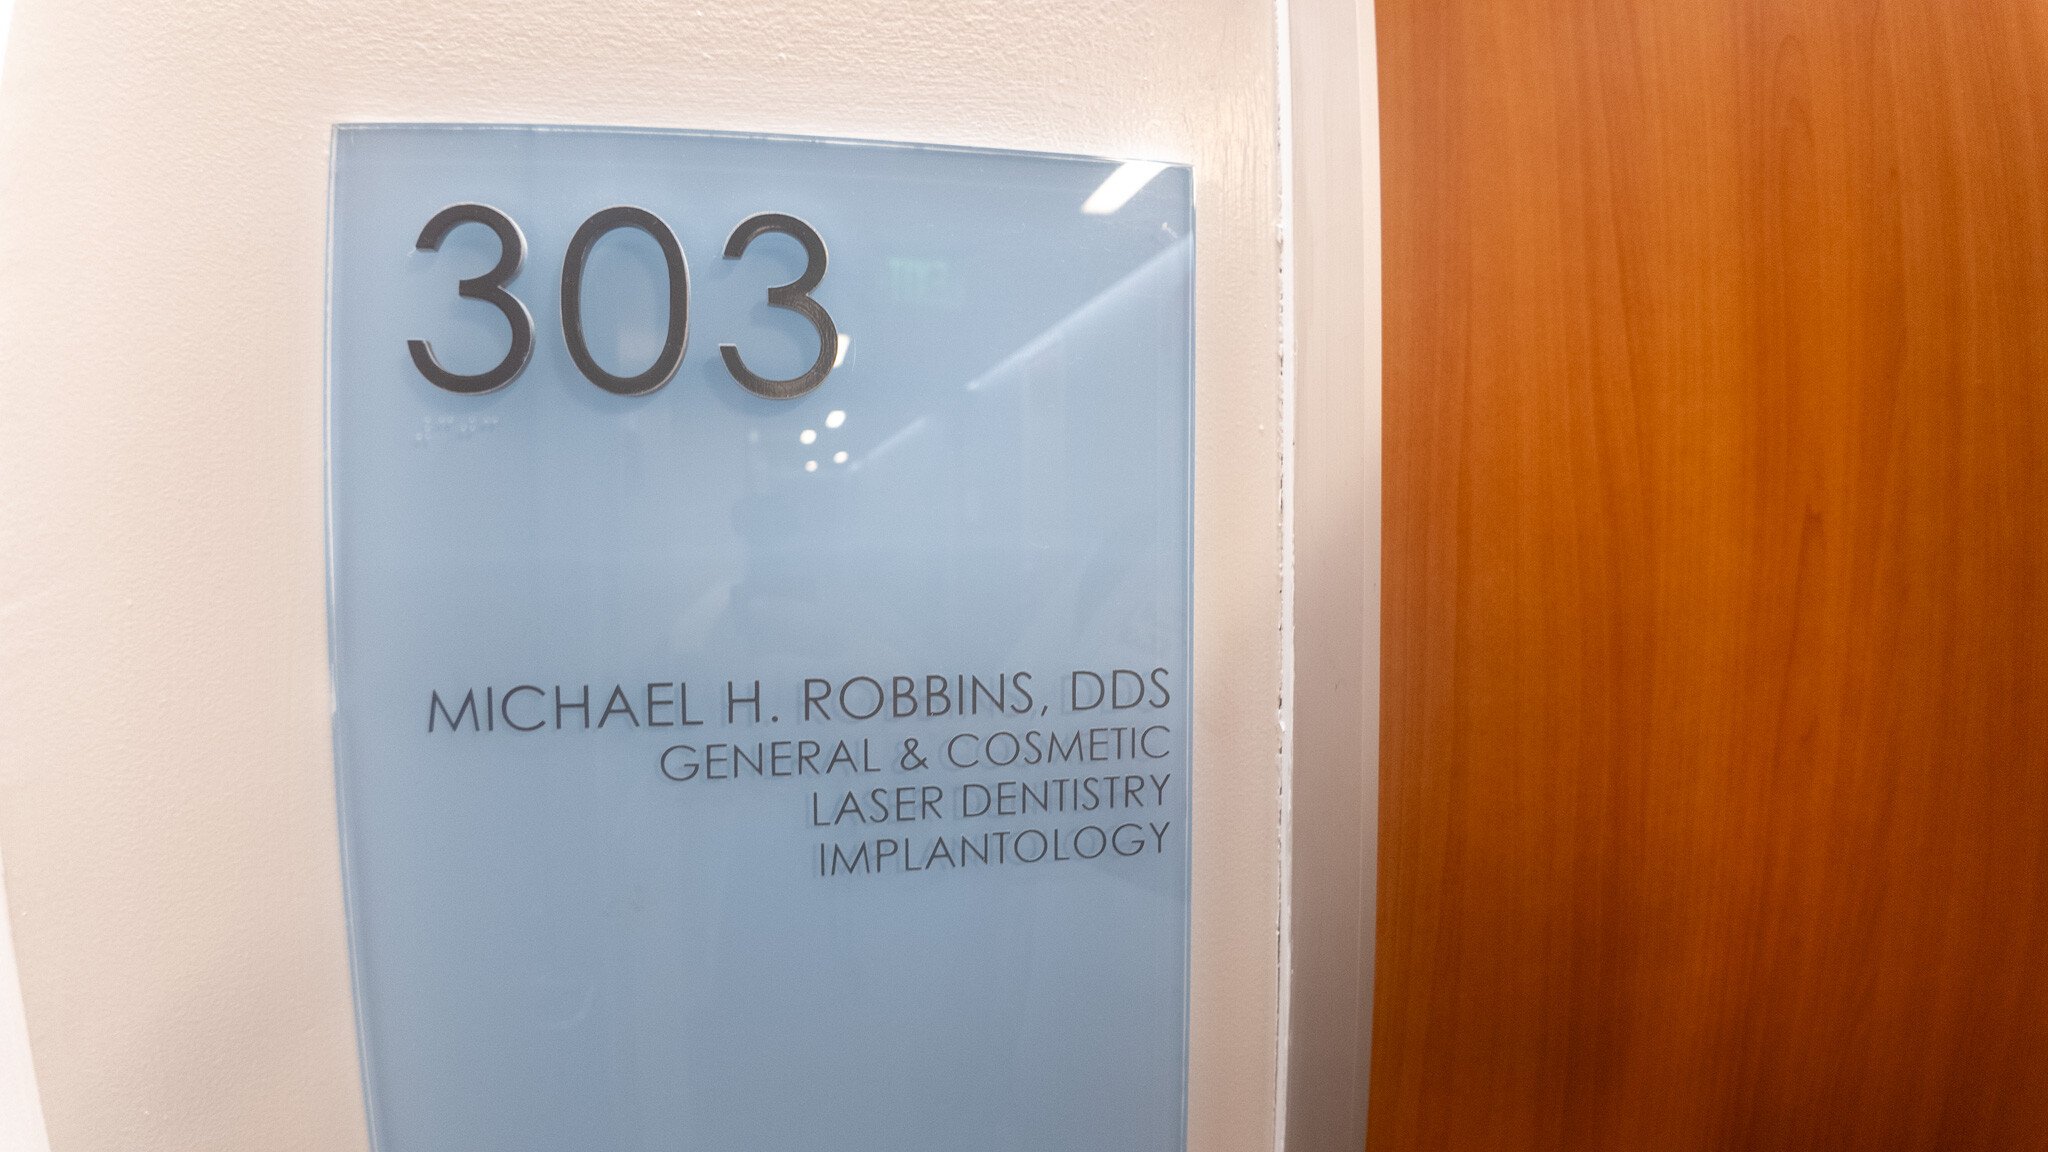 303
MICHAEL H. ROBBINS, DDS
GENERAL & COSMETIC
LASER DENTISTRY
IMPLANTOLOGY